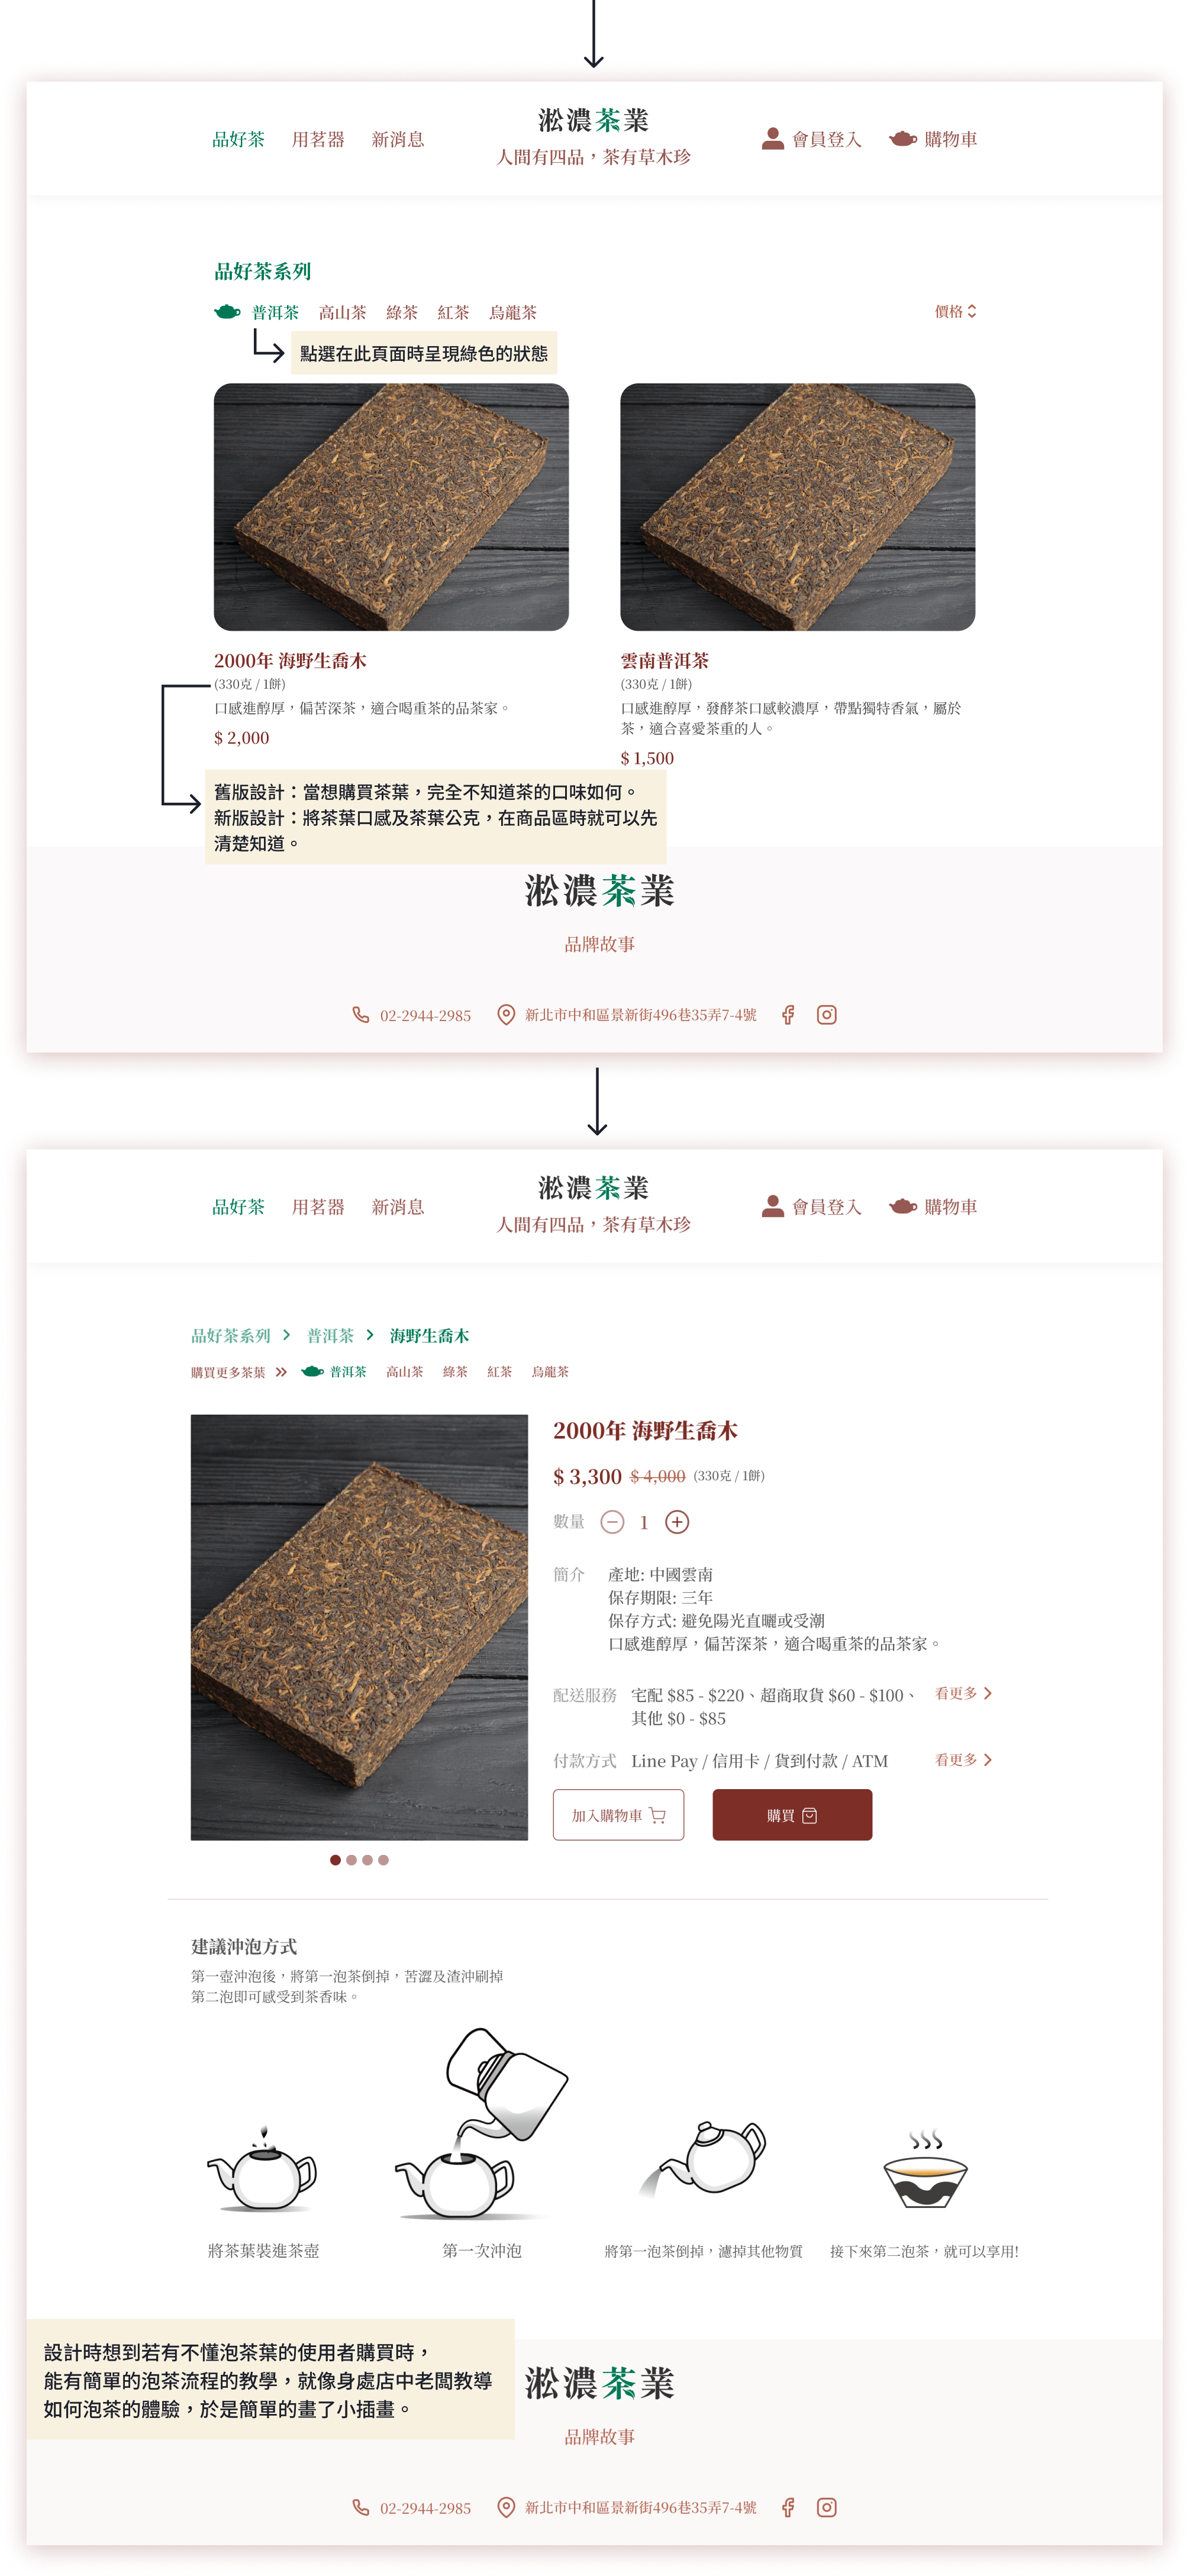 品好茶 用茗器 新消息
淞濃茶業
人間有四品，茶有草木珍
會員登入 購物車
品好茶系列
普洱茶 高山茶 綠茶 紅茶 烏龍茶 價格
點選在此頁面時呈現綠色的狀態
2000年 海野生喬木
(330克 / 1餅)
口感進醇厚，偏苦深茶，適合喝重茶的品茶家。
$ 2,000
雲南普洱茶
(330克 / 1餅)
口感進醇厚，發酵茶口感較濃厚，帶點獨特香氣，屬於
茶，適合喜愛茶重的人。
$ 1,500
舊版設計：當想購買茶葉，完全不知道茶的口味如何。
新版設計：將茶葉口感及茶葉公克，在商品區時就可以先
清楚知道。
淞濃茶業
品牌故事
02-2944-2985 新北市中和區景新街496巷35弄7-4號
品好茶 用茗器 新消息
淞濃茶業
人間有四品，茶有草木珍
會員登入 購物車
品好茶系列 普洱茶 海野生喬木
購買更多茶葉 普洱茶 高山茶 綠茶 紅茶 烏龍茶
2000年 海野生喬木
$ 3,300 $ 4,000 (330克 / 1餅)
數量 1
簡介 產地: 中國雲南
保存期限: 三年
保存方式: 避免陽光直曬或受潮
口感進醇厚，偏苦深茶，適合喝重茶的品茶家。
配送服務 宅配 $85 - $220、超商取貨 $60 - $100、 看更多
其他 $0 - $85
付款方式 Line Pay / 信用卡 / 貨到付款 / ATM 看更多
加入購物車 購買
建議沖泡方式
第一壺沖泡後，將第一泡茶倒掉，苦澀及渣沖刷掉
第二泡即可感受到茶香味。
將茶葉裝進茶壺 第一次沖泡 將第一泡茶倒掉，濾掉其他物質 接下來第二泡茶，就可以享用!
設計時想到若有不懂泡茶葉的使用者購買時，
能有簡單的泡茶流程的教學，就像身處店中老闆教導
如何泡茶的體驗，於是簡單的畫了小插畫。
淞濃茶業
品牌故事
02-2944-2985 新北市中和區景新街496巷35弄7-4號